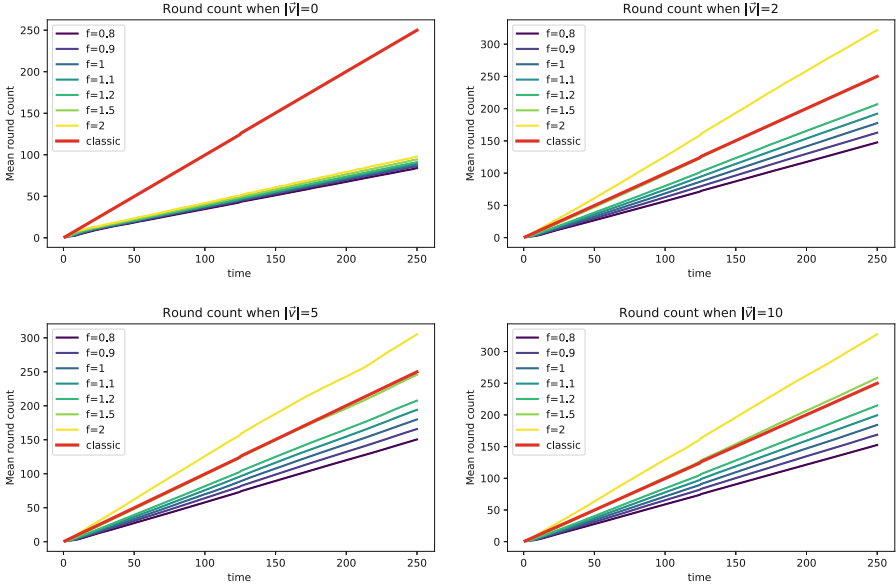 Round count when |v⃗|=0
Mean round count
250
200
150
100
50
0
f=0.8
f=0.9
f=1
f=1.1
f=1.2
f=1.5
f=2
classic
0 50 100 150 200 250
time
Round count when |v⃗|=2
Mean round count
300
250
200
150
100
50
0
f=0.8
f=0.9
f=1
f=1.1
f=1.2
f=1.5
f=2
classic
0 50 100 150 200 250
time
Round count when |v⃗|=5
Mean round count
300
250
200
150
100
50
0
f=0.8
f=0.9
f=1
f=1.1
f=1.2
f=1.5
f=2
classic
0 50 100 150 200 250
time
Round count when |v⃗|=10
Mean round count
300
250
200
150
100
50
0
f=0.8
f=0.9
f=1
f=1.1
f=1.2
f=1.5
f=2
classic
0 50 100 150 200 250
time